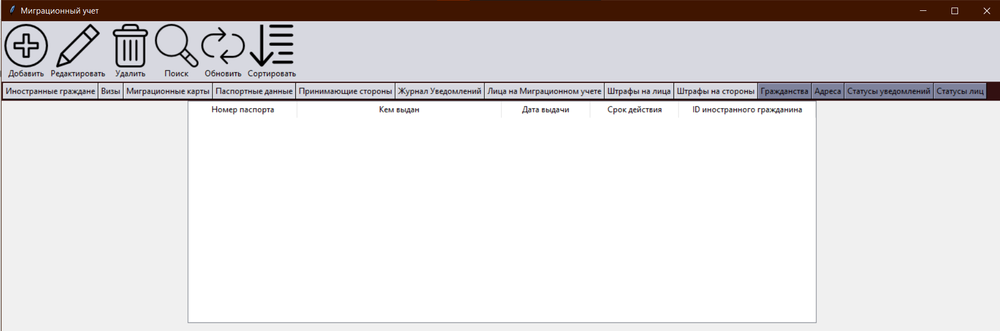 Миграционный учет
Добавить Редактировать Удалить Поиск Обновить Сортировать
Иностранные граждане Визы Миграционные карты Паспортные данные Принимающие стороны Журнал Уведомлений Лица на Миграционном учете Штрафы на лица Штрафы на стороны Гражданства Адреса Статусы уведомлений Статусы лиц
Номер паспорта Кем выдан Дата выдачи Срок действия ID иностранного гражданина